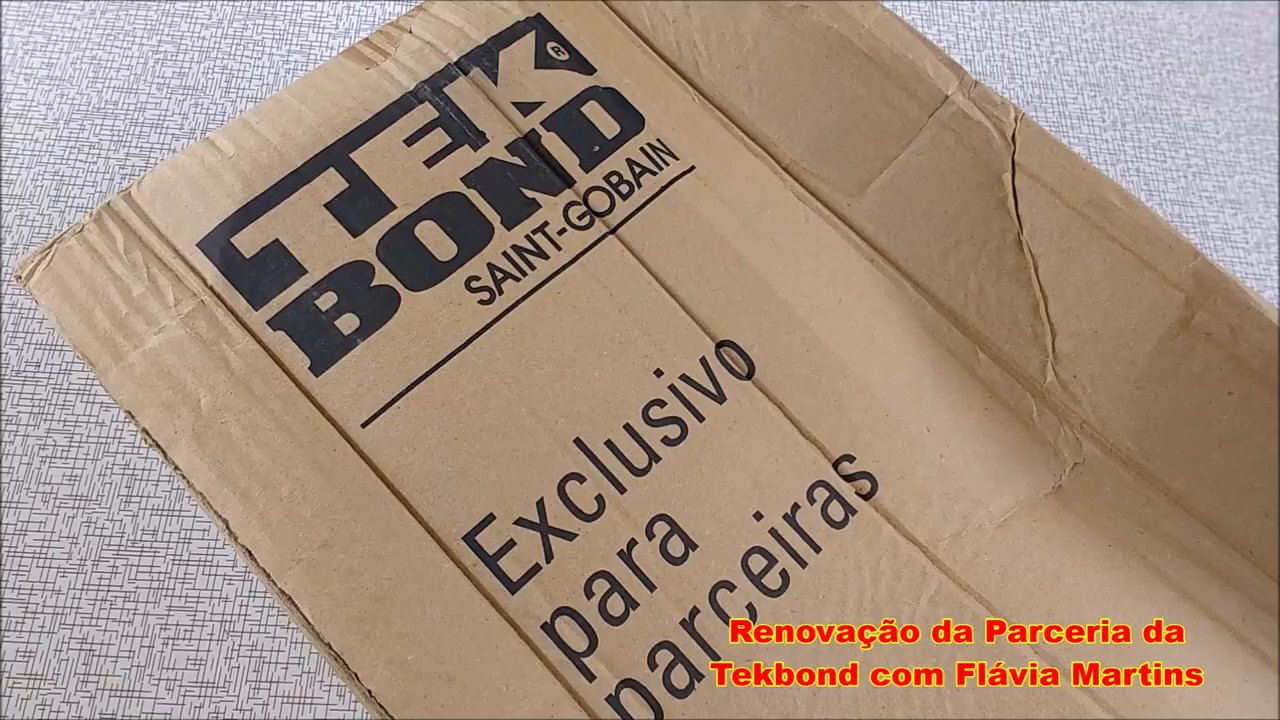 TEK®
BOND
SAINT-GOBAIN
Exclusivo
para
parceiras
Renovação da Parceria da
Tekbond com Flávia Martins